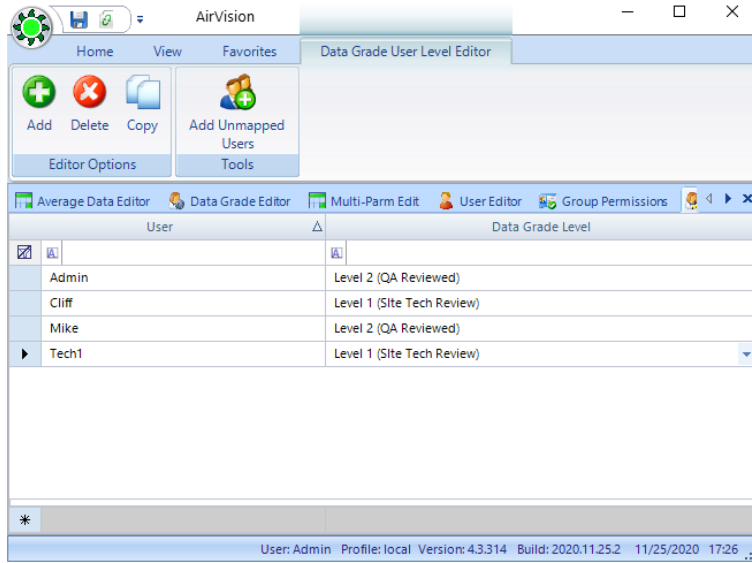 AirVision
Home View Favorites Data Grade User Level Editor
Add Delete Copy Add Unmapped
Users
Editor Options Tools
Average Data Editor Data Grade Editor Multi-Parm Edit User Editor Group Permissions
User Data Grade Level
A A
Admin Level 2 (QA Reviewed)
Cliff Level 1 (SIte Tech Review)
Mike Level 2 (QA Reviewed)
Tech1 Level 1 (SIte Tech Review)
User: Admin Profile: local Version: 4.3.314 Build: 2020.11.25.2 11/25/2020 17:26